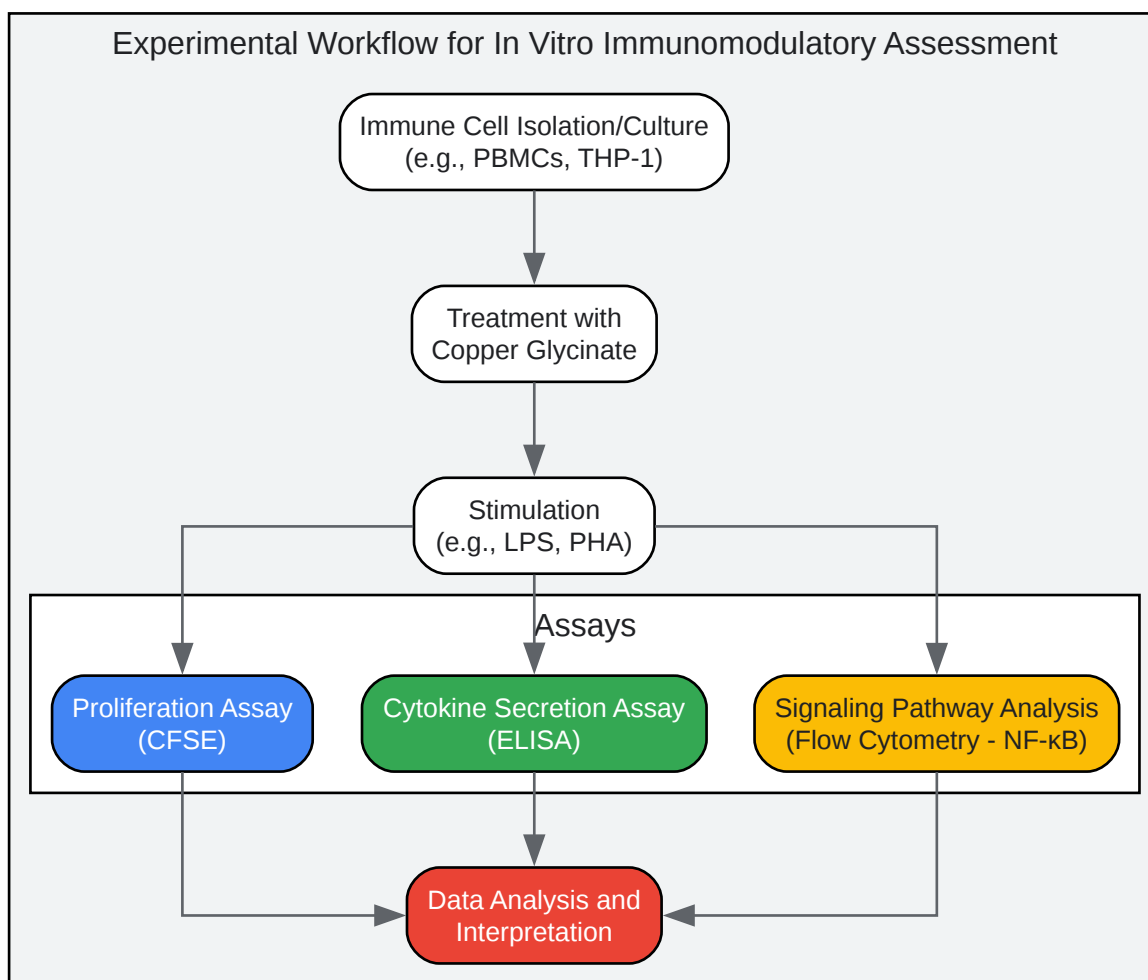 Experimental Workflow for In Vitro Immunomodulatory Assessment
Immune Cell Isolation/Culture
(e.g., PBMCs, THP-1)
Treatment with
Copper Glycinate
Stimulation
(e.g., LPS, PHA)
Assays
Proliferation Assay
(CFSE)
Cytokine Secretion Assay
(ELISA)
Signaling Pathway Analysis
(Flow Cytometry - NF-κB)
Data Analysis and
Interpretation